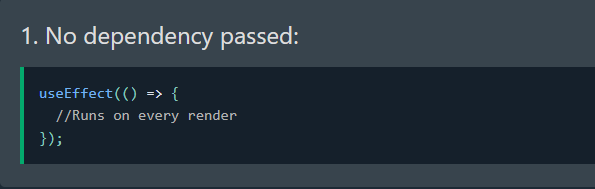 1. No dependency passed:
useEffect(() => {
  //Runs on every render
});